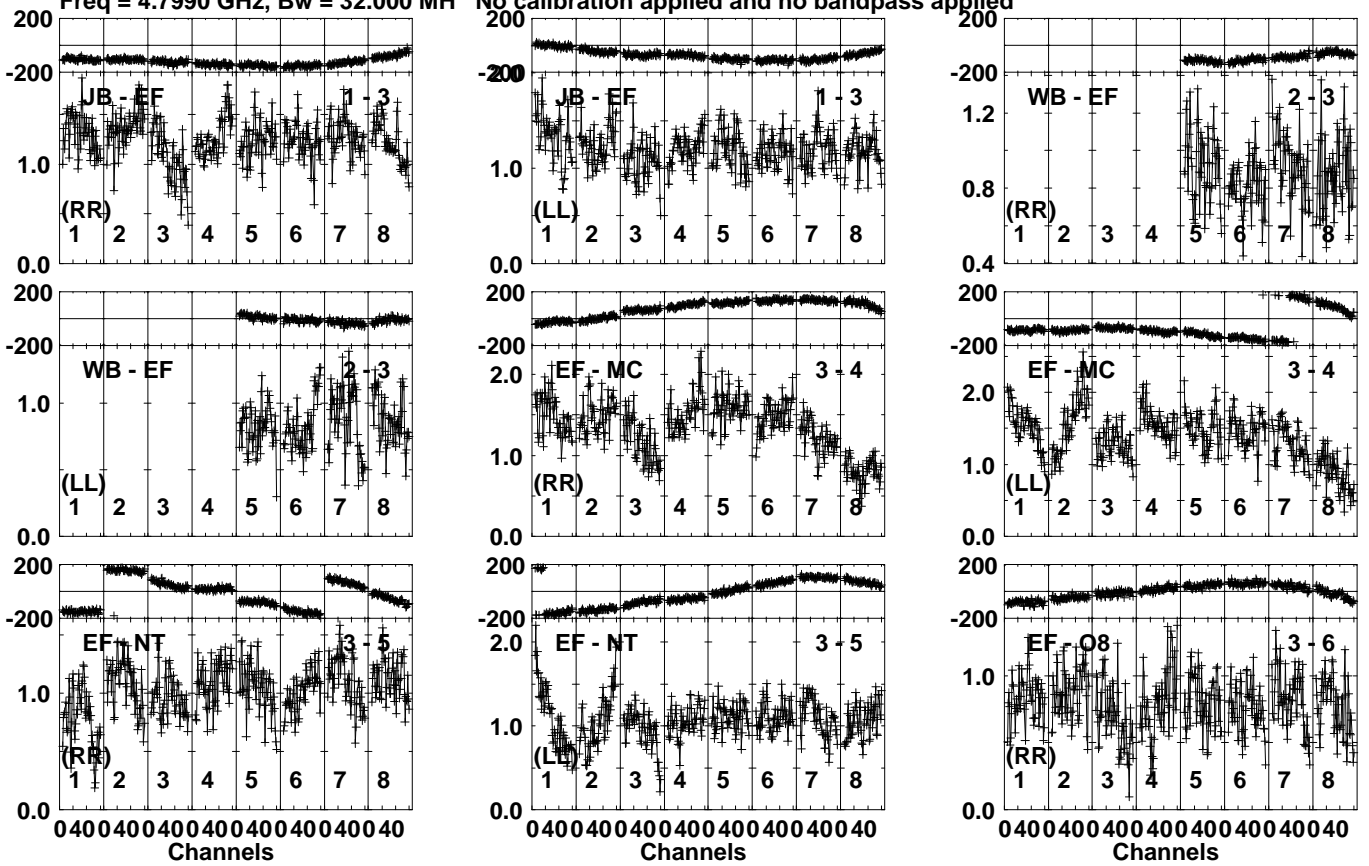 Freq = 4.7990 GHz, Bw = 32.000 MH No calibration applied and no bandpass applied
200
-200
JB - EF
1 - 3
1.0
(RR)
1 2 3 4 5 6 7 8
0.0
200
-200
2.0
JB - EF
1 - 3
1.0
(LL)
1 2 3 4 5 6 7 8
0.0
200
-200
WB - EF
2 - 3
1.2
0.8
(RR)
1 2 3 4 5 6 7 8
0.4
200
-200
WB - EF
2 - 3
1.0
(LL)
1 2 3 4 5 6 7 8
0.0
200
-200
EF - MC
3 - 4
2.0
1.0
(RR)
1 2 3 4 5 6 7 8
0.0
200
-200
EF - MC
3 - 4
2.0
1.0
(LL)
1 2 3 4 5 6 7 8
0.0
200
-200
EF - NT
3 - 5
1.0
(RR)
1 2 3 4 5 6 7 8
0.0
0 40 0 40 0 40 0 40 0 40 0 40 0 40 0 40
Channels
200
-200
EF - NT
3 - 5
2.0
1.0
(LL)
1 2 3 4 5 6 7 8
0.0
0 40 0 40 0 40 0 40 0 40 0 40 0 40 0 40
Channels
200
-200
EF - O8
3 - 6
1.0
(RR)
1 2 3 4 5 6 7 8
0.0
0 40 0 40 0 40 0 40 0 40 0 40 0 40 0 40
Channels